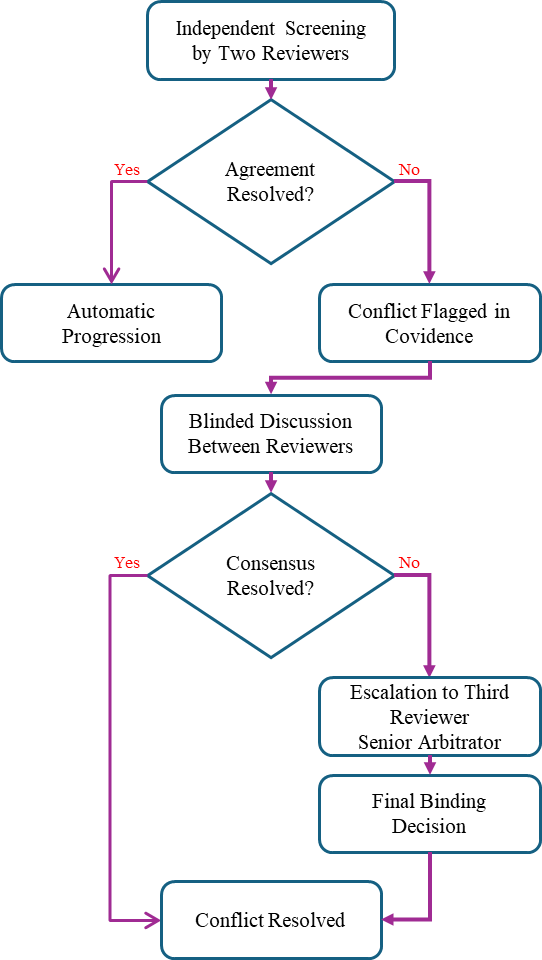 Independent Screening
by Two Reviewers
Agreement
Resolved?
Yes
No
Automatic
Progression
Conflict Flagged in
Covidence
Blinded Discussion
Between Reviewers
Consensus
Resolved?
Yes
No
Escalation to Third
Reviewer
Senior Arbitrator
Final Binding
Decision
Conflict Resolved